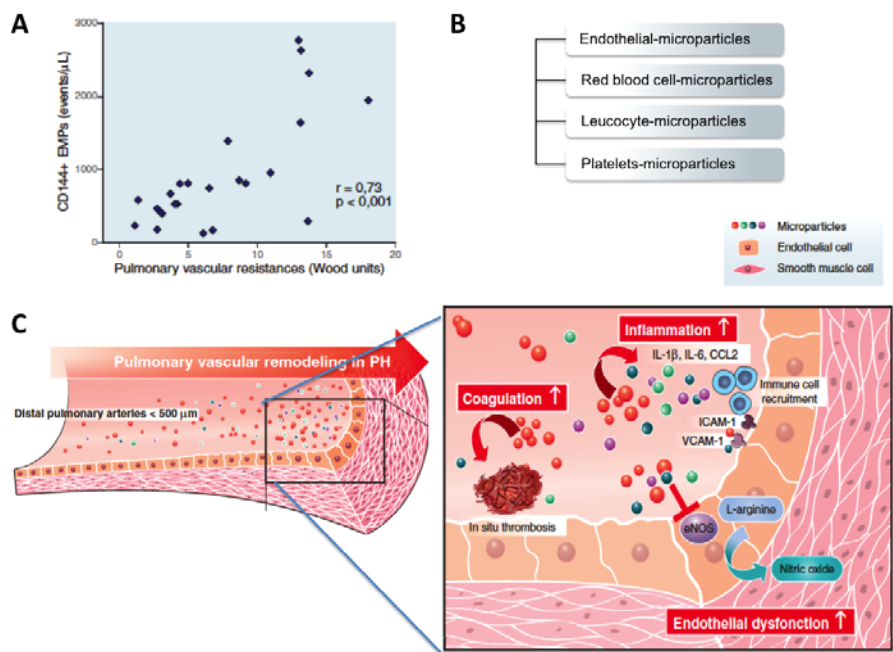 A
3000
2000
1000
0
0
5
10
15
20
CD144+ EMPs (events/μL)
r = 0,73
p < 0,001
Pulmonary vascular resistances (Wood units)
B
Endothelial-microparticles
Red blood cell-microparticles
Leucocyte-microparticles
Platelets-microparticles
Microparticles
Endothelial cell
Smooth muscle cell
C
Pulmonary vascular remodeling in PH
Distal pulmonary arteries < 500 μm
Inflammation ↑
IL-1β, IL-6, CCL2
Coagulation ↑
Immune cell
recruitment
ICAM-1
VCAM-1
In situ thrombosis
eNOS
L-arginine
Nitric oxide
Endothelial dysfonction ↑